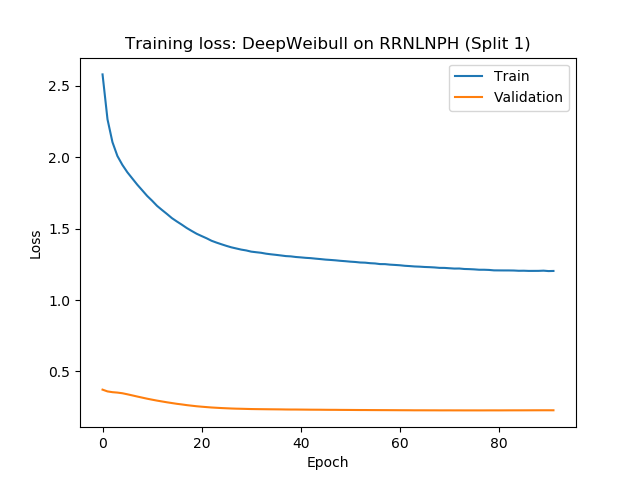 Training loss: DeepWeibull on RRNLNPH (Split 1)
Train
Validation
2.5
2.0
1.5
1.0
0.5
Loss
0
20
40
60
80
Epoch